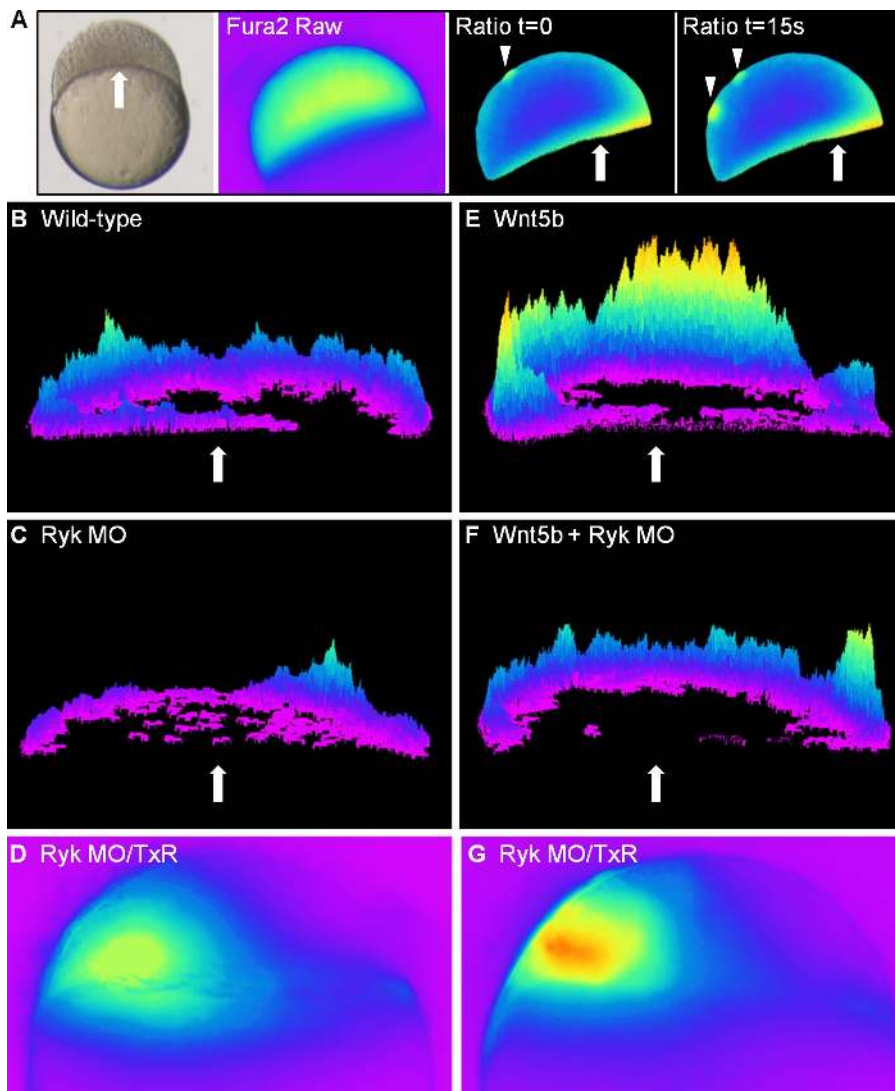 A
Fura2 Raw
Ratio t=0
Ratio t=15s
B Wild-type
E Wnt5b
C Ryk MO
F Wnt5b + Ryk MO
D Ryk MO/TxR
G Ryk MO/TxR